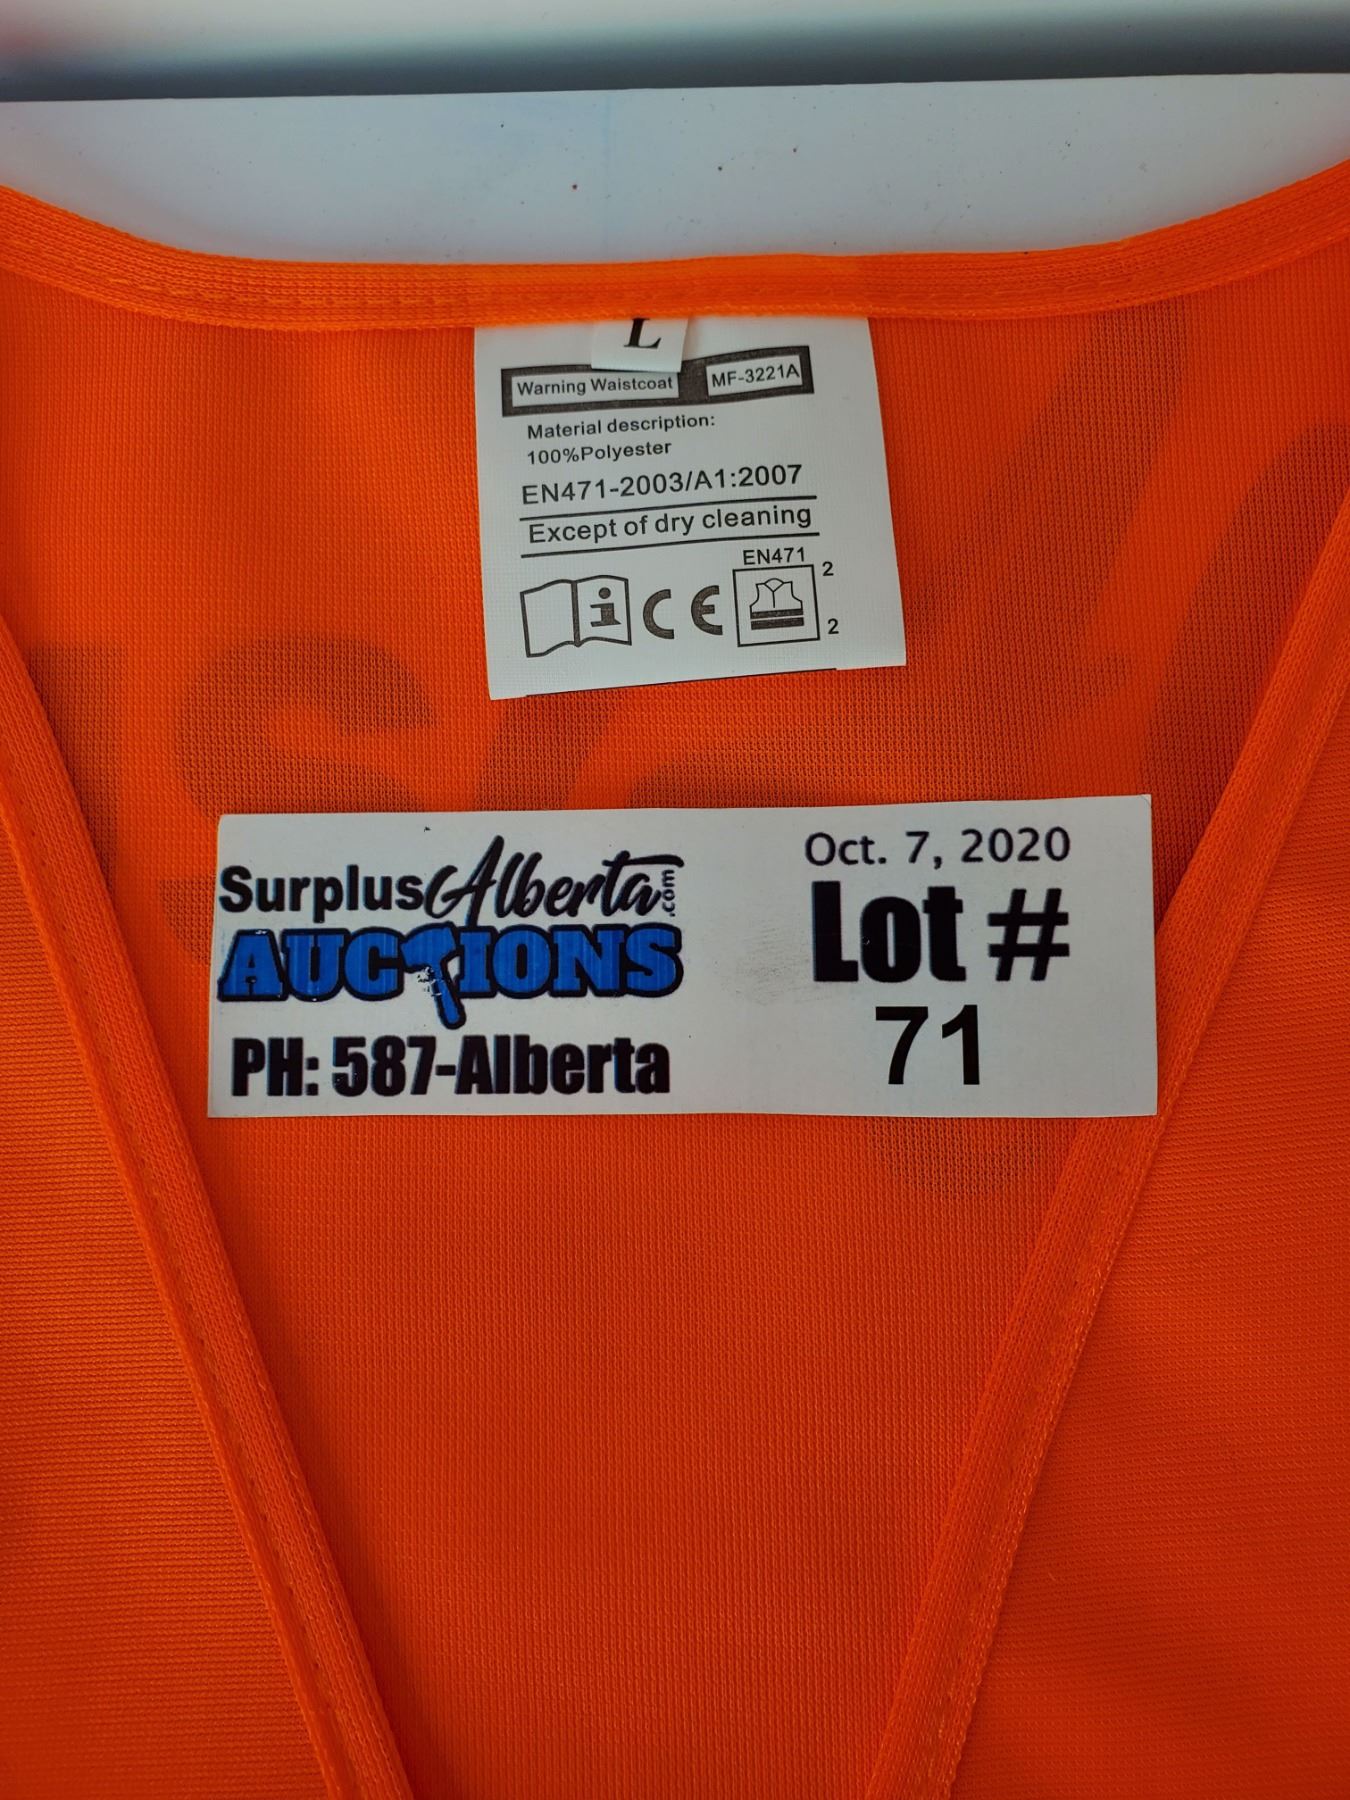 L
Warning Waistcoat MF-3221A
Material description:
100%Polyester
EN471-2003/A1:2007
Except of dry cleaning
EN471
i CE 2
2
SurplusAlberta.com
AUCTIONS
PH: 587-Alberta
Oct. 7, 2020
Lot #
71